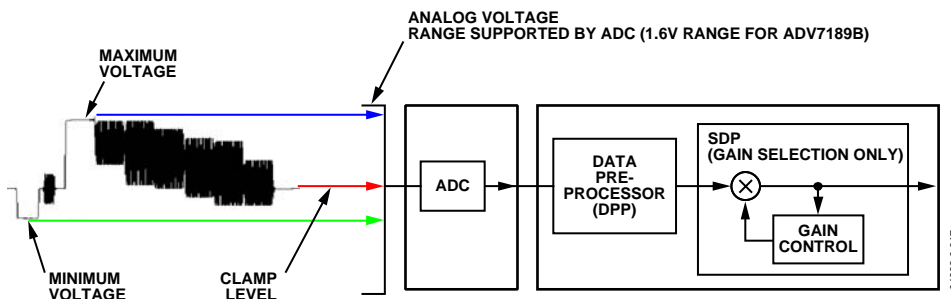 ANALOG VOLTAGE
RANGE SUPPORTED BY ADC (1.6V RANGE FOR ADV7189B)
MAXIMUM
VOLTAGE
SDP
(GAIN SELECTION ONLY)
DATA
PRE-
PROCESSOR
(DPP)
ADC
GAIN
CONTROL
MINIMUM
VOLTAGE
CLAMP
LEVEL